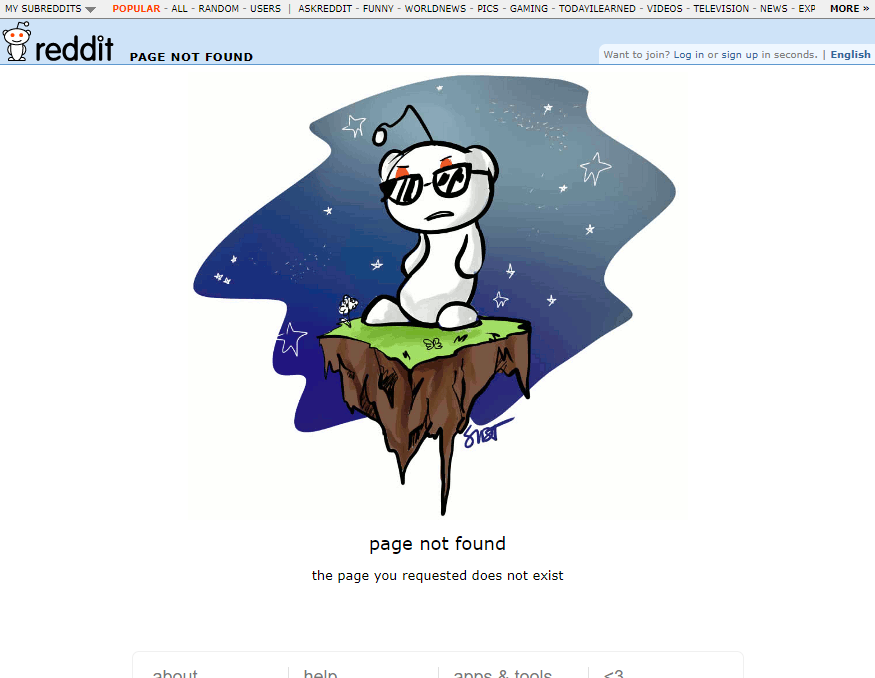 MY SUBREDDITS POPULAR - ALL - RANDOM - USERS | ASKREDDIT - FUNNY - WORLDNEWS - PICS - GAMING - TODAYILEARNED - VIDEOS - TELEVISION - NEWS - EXP MORE »
reddit PAGE NOT FOUND Want to join? Log in or sign up in seconds. | English
page not found
the page you requested does not exist
about help apps & tools <3